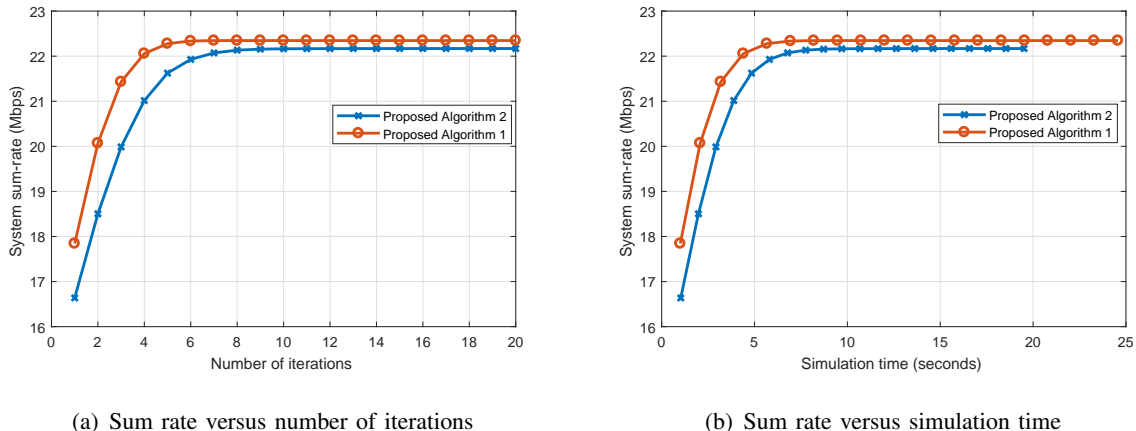 23
22
21
20
19
18
17
16
System sum-rate (Mbps)
Proposed Algorithm 2
Proposed Algorithm 1
0 2 4 6 8 10 12 14 16 18 20
Number of iterations
(a) Sum rate versus number of iterations
23
22
21
20
19
18
17
16
System sum-rate (Mbps)
Proposed Algorithm 2
Proposed Algorithm 1
0 5 10 15 20 25
Simulation time (seconds)
(b) Sum rate versus simulation time